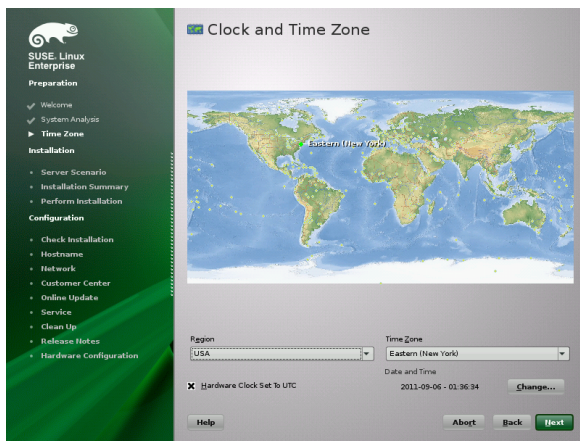 SUSE. Linux
Enterprise
Preparation
Welcome
System Analysis
Time Zone
Installation
Server Scenario
Installation Summary
Perform Installation
Configuration
Check Installation
Hostname
Network
Customer Center
Online Update
Service
Clean Up
Release Notes
Hardware Configuration
Clock and Time Zone
Eastern (New York)
Region
USA
Time Zone
Eastern (New York)
Hardware Clock Set To UTC
Date and Time
2011-09-06 - 01:36:34
Change...
Help
Abort
Back
Next